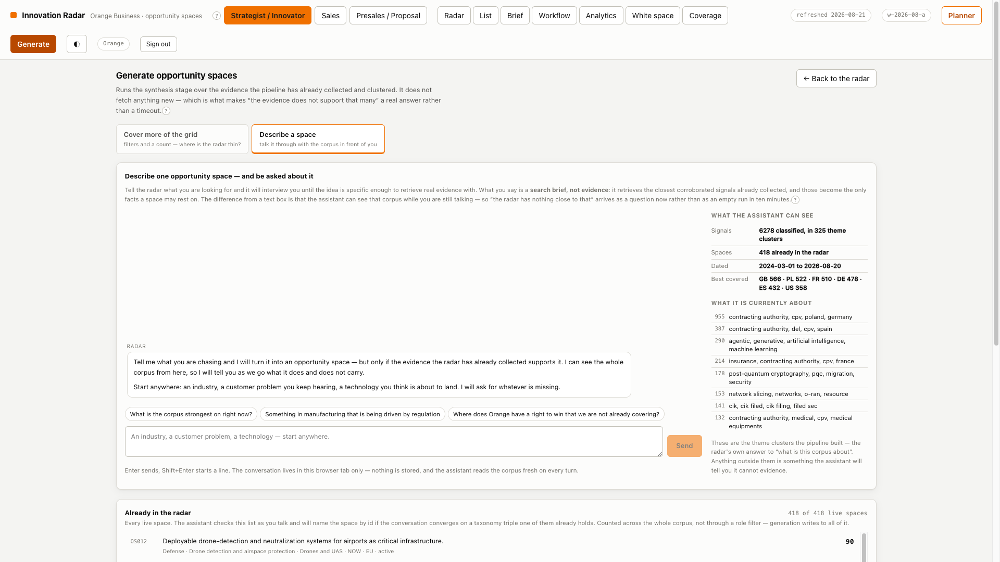 Innovation Radar Orange Business · opportunity spaces ? Strategist / Innovator Sales Presales / Proposal Radar List Brief Workflow Analytics White space Coverage refreshed 2026-08-21 w-2026-08-a Planner
Generate ◐ Orange Sign out
Generate opportunity spaces
← Back to the radar
Runs the synthesis stage over the evidence the pipeline has already collected and clustered. It does not
fetch anything new — which is what makes “the evidence does not support that many” a real answer rather
than a timeout. ?
Cover more of the grid
filters and a count — where is the radar thin?
Describe a space
talk it through with the corpus in front of you
Describe one opportunity space — and be asked about it
Tell the radar what you are looking for and it will interview you until the idea is specific enough to retrieve real evidence with. What you say is a search brief, not evidence: it retrieves the closest corroborated signals already collected, and those become the only
facts a space may rest on. The difference from a text box is that the assistant can see that corpus while you are still talking — so “the radar has nothing close to that” arrives as a question now rather than as an empty run in ten minutes. ?
RADAR
Tell me what you are chasing and I will turn it into an opportunity space — but only if the evidence the radar has already collected supports it. I can see the whole
corpus from here, so I will tell you as we go what it does and does not carry.
Start anywhere: an industry, a customer problem you keep hearing, a technology you think is about to land. I will ask for whatever is missing.
What is the corpus strongest on right now? Something in manufacturing that is being driven by regulation Where does Orange have a right to win that we are not already covering?
An industry, a customer problem, a technology — start anywhere.
Send
Enter sends, Shift+Enter starts a line. The conversation lives in this browser tab only — nothing is stored, and the assistant reads the corpus fresh on every turn.
WHAT THE ASSISTANT CAN SEE
Signals 6278 classified, in 325 theme
clusters
Spaces 418 already in the radar
Dated 2024-03-01 to 2026-08-20
Best covered GB 566 · PL 522 · FR 510 · DE 478 ·
ES 432 · US 358
WHAT IT IS CURRENTLY ABOUT
955 contracting authority, cpv, poland, germany
387 contracting authority, del, cpv, spain
290 agentic, generative, artificial intelligence,
machine learning
214 insurance, contracting authority, cpv, france
178 post-quantum cryptography, pqc, migration,
security
153 network slicing, networks, o-ran, resource
141 cik, cik filed, cik filing, filed sec
132 contracting authority, medical, cpv, medical
equipments
These are the theme clusters the pipeline built — the
radar's own answer to “what is this corpus about”.
Anything outside them is something the assistant will
tell you it cannot evidence.
Already in the radar
418 of 418 live spaces
Every live space. The assistant checks this list as you talk and will name the space by id if the conversation converges on a taxonomy triple one of them already holds. Counted across the whole corpus, not through a role filter — generation writes to all of it.
OS012 Deployable drone-detection and neutralization systems for airports as critical infrastructure. 90
Defense · Drone detection and airspace protection · Drones and UAS · NOW · EU · active